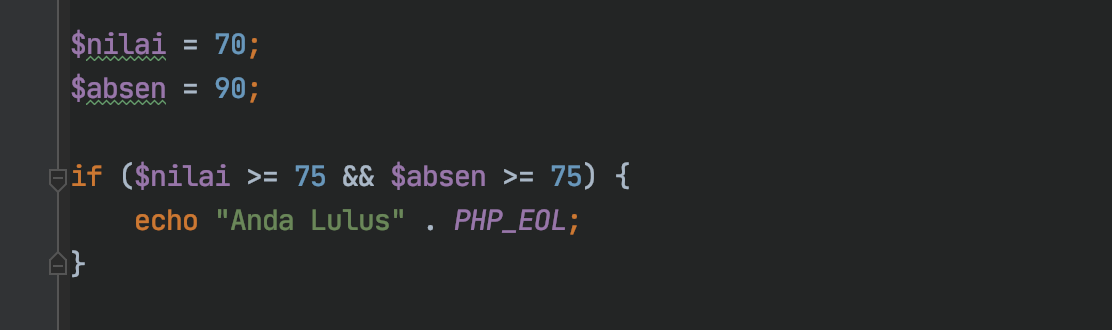 $nilai = 70;
$absen = 90;
if ($nilai >= 75 && $absen >= 75) {
    echo "Anda Lulus" . PHP_EOL;
}